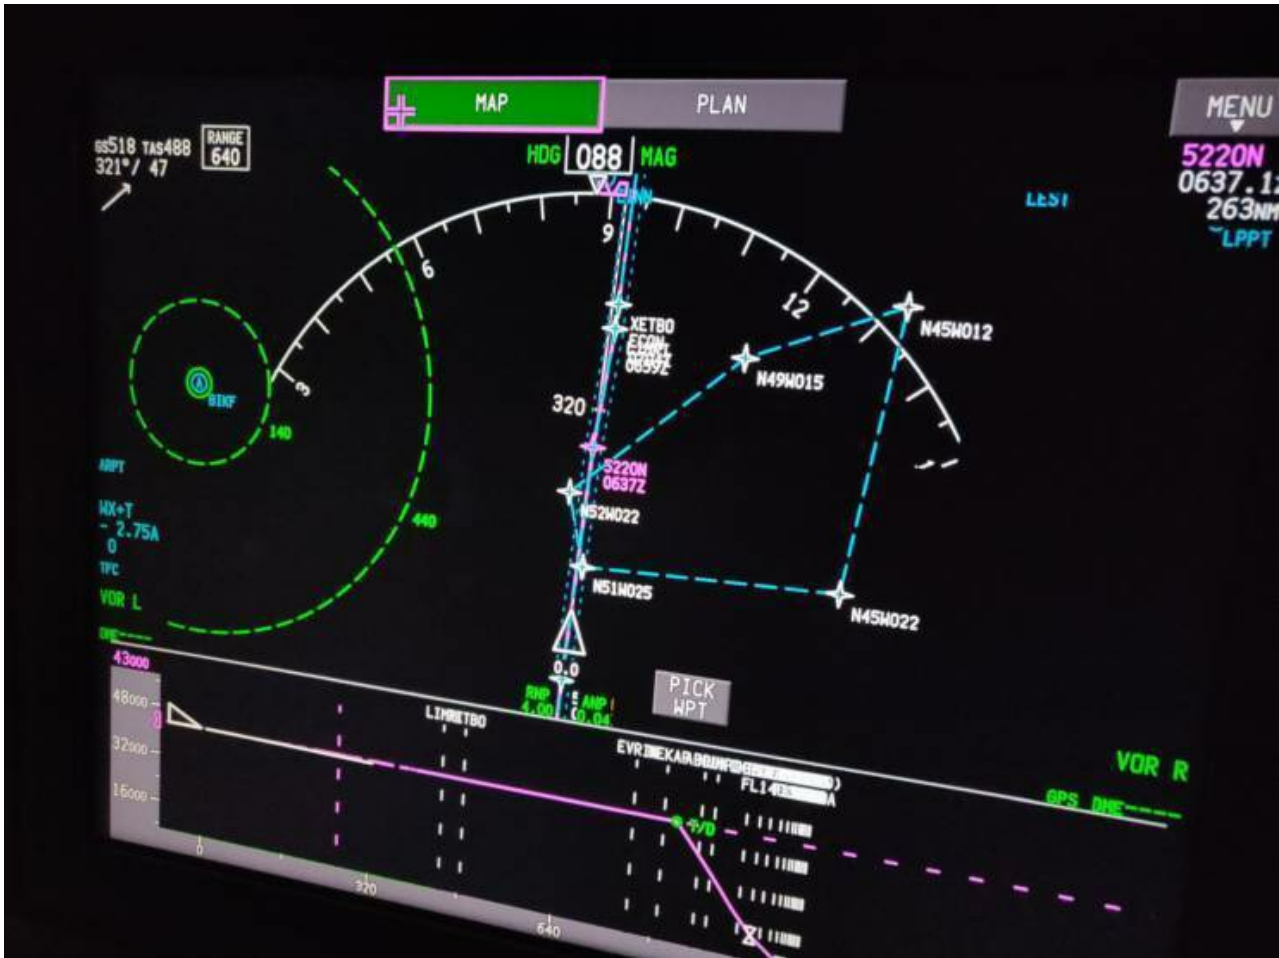 MAP
PLAN
MENU
GS518 TAS488
321°/ 47
RANGE
640
HDG 088 MAG
5220N
0637.1
263NM
LPPT
LEST
9
6
3
12
XETBO
0659Z
N45W012
N49W015
320
5220N
0637Z
N52W022
N51W025
N45W022
BIKF
140
440
ARPT
WX+T
- 2.75A
0
TFC
VOR L
DME----
0.0
RNP
4.00
ANP
0.04
PICK
WPT
VOR R
GPS DME----
43000
48000
32000
16000
T/D
0
320
640